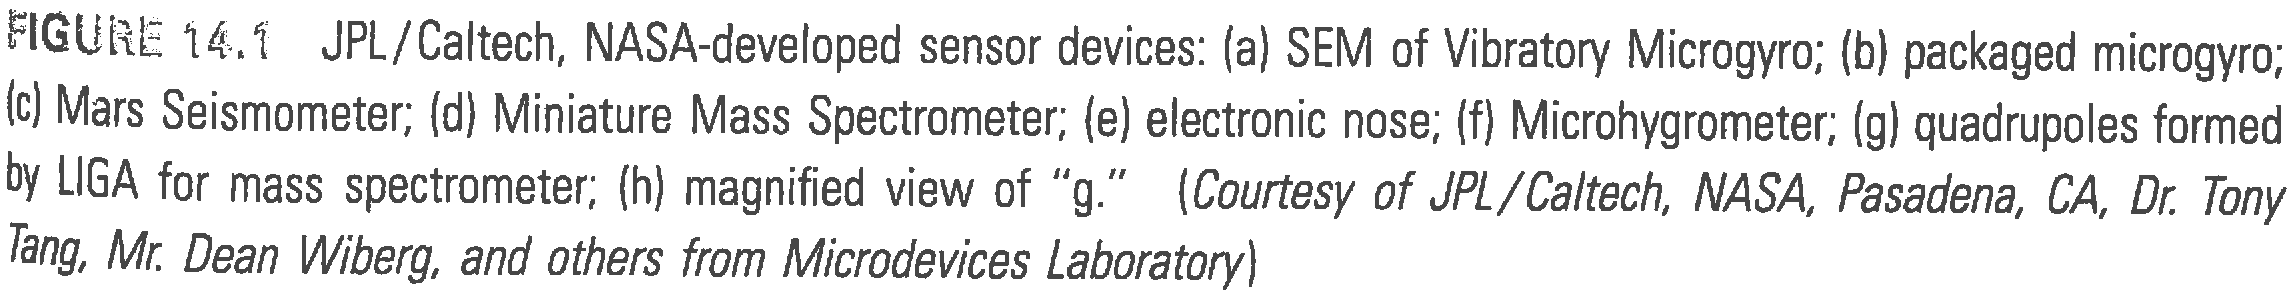 FIGURE 14.1 JPL/Caltech, NASA-developed sensor devices: (a) SEM of Vibratory Microgyro; (b) packaged microgyro;
(c) Mars Seismometer; (d) Miniature Mass Spectrometer; (e) electronic nose; (f) Microhygrometer; (g) quadrupoles formed
by LIGA for mass spectrometer; (h) magnified view of “g.” (Courtesy of JPL/Caltech, NASA, Pasadena, CA, Dr. Tony
Tang, Mr. Dean Wiberg, and others from Microdevices Laboratory)